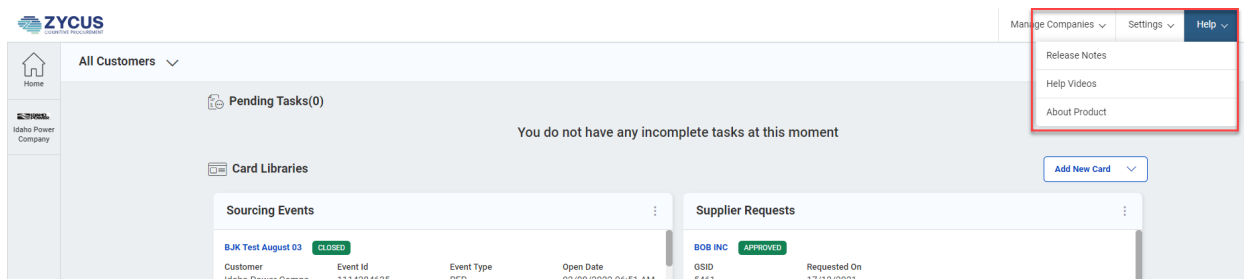 ZYCUS
COGNITIVE PROCUREMENT
Manage Companies
Settings
Help
Release Notes
Help Videos
About Product
Home
Idaho Power
Company
All Customers
Pending Tasks(0)
You do not have any incomplete tasks at this moment
Card Libraries
Add New Card
Sourcing Events
BJK Test August 03 CLOSED
Customer Event Id Event Type Open Date
Supplier Requests
BOB INC APPROVED
GSID Requested On